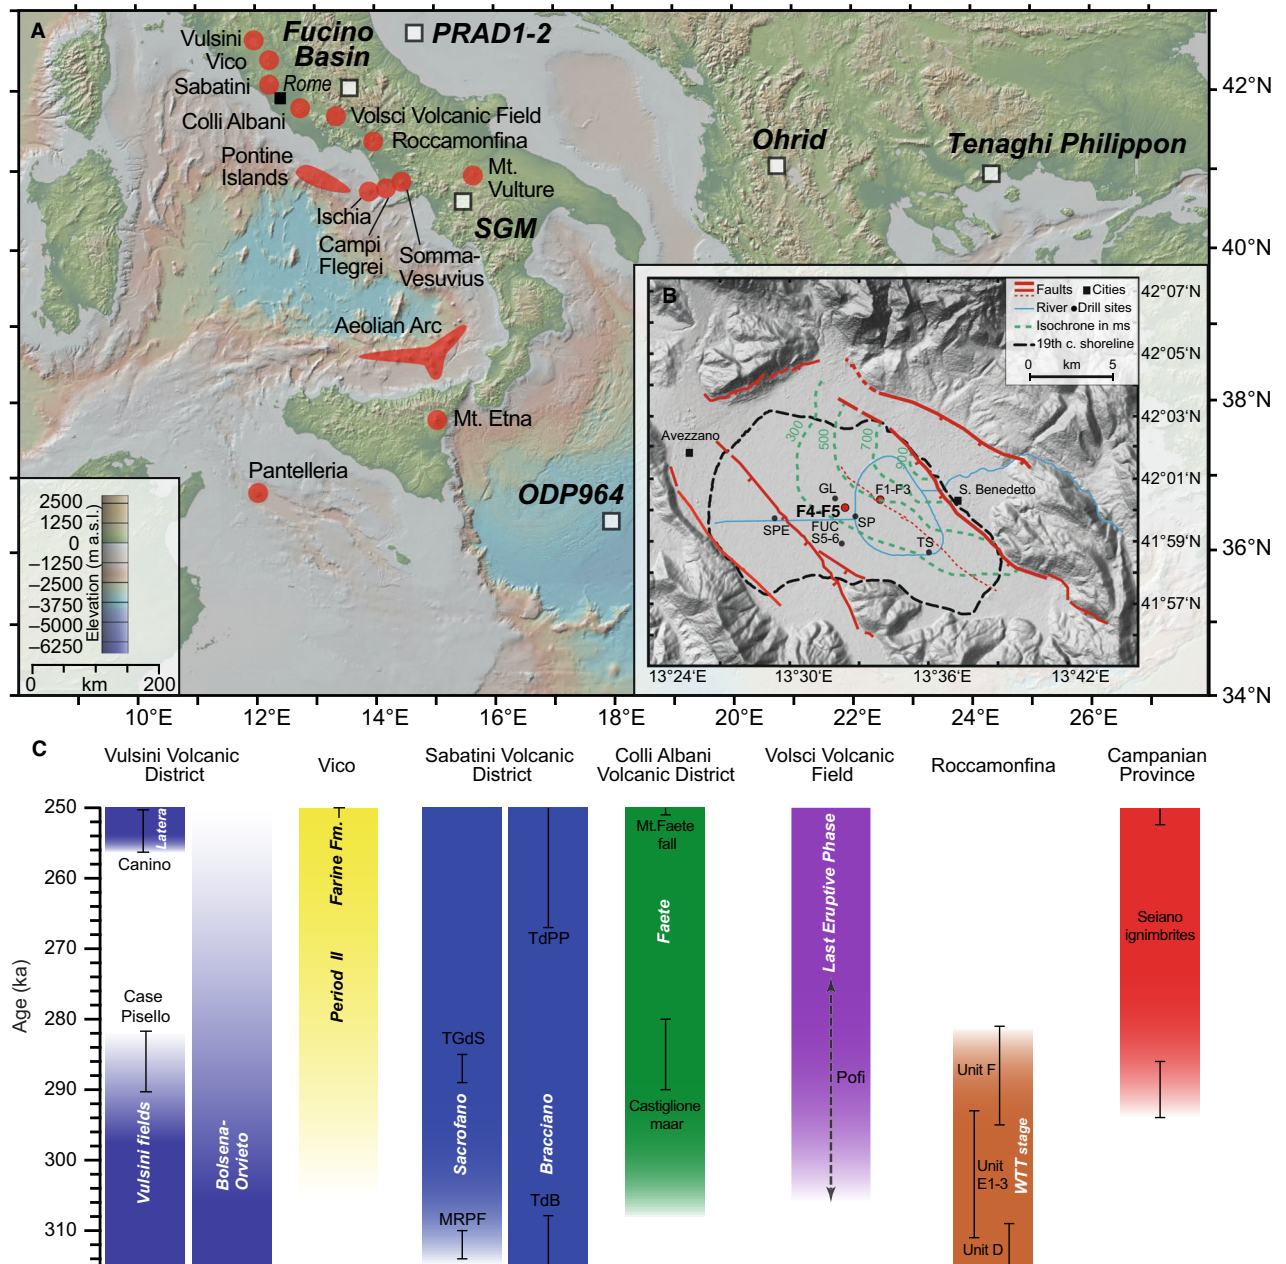 A
Vulsini
Vico
Sabatini
Rome
Fucino
Basin
PRAD1-2
Colli Albani
Volsci Volcanic Field
Roccamonfina
Pontine
Islands
Mt.
Vulture
Ischia
SGM
Campi
Flegrei
Somma-
Vesuvius
Ohrid
Tenaghi Philippon
Aeolian Arc
Mt. Etna
Pantelleria
ODP964
42°N
40°N
38°N
36°N
34°N
2500
1250
0
−1250
−2500
−3750
−5000
−6250
Elevation (m a.s.l.)
0 km 200
10°E 12°E 14°E 16°E 18°E 20°E 22°E 24°E 26°E
B
Faults Cities
River Drill sites
Isochrone in ms
19th c. shoreline
0 km 5
42°07'N
42°05'N
42°03'N
42°01'N
41°59'N
41°57'N
Avezzano
300
500
700
900
GL
F1-F3
S. Benedetto
F4-F5
SPE
FUC
S5-6
SP
TS
13°24'E 13°30'E 13°36'E 13°42'E
C
Vulsini Volcanic
District
Vico
Sabatini Volcanic
District
Colli Albani
Volcanic District
Volsci Volcanic
Field
Roccamonfina
Campanian
Province
Age (ka)
250
260
270
280
290
300
310
Latera
Canino
Case
Pisello
Vulsini fields
Bolsena-
Orvieto
Farine Fm.
Period II
TGdS
Sacrofano
MRPF
TdPP
Bracciano
TdB
Mt.Faete
fall
Faete
Castiglione
maar
Last Eruptive Phase
Pofi
Unit F
Unit
E1-3
WTT stage
Unit D
Seiano
ignimbrites